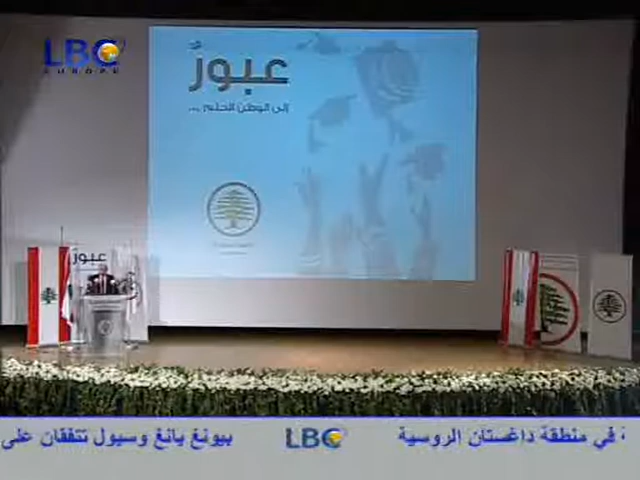 LBC
EUROPE
عبورٌ
إلى الوطن الحلم ...
عبور
ة في منطقة داغستان الروسية LBC بيونغ يانغ وسيول تتفقان على